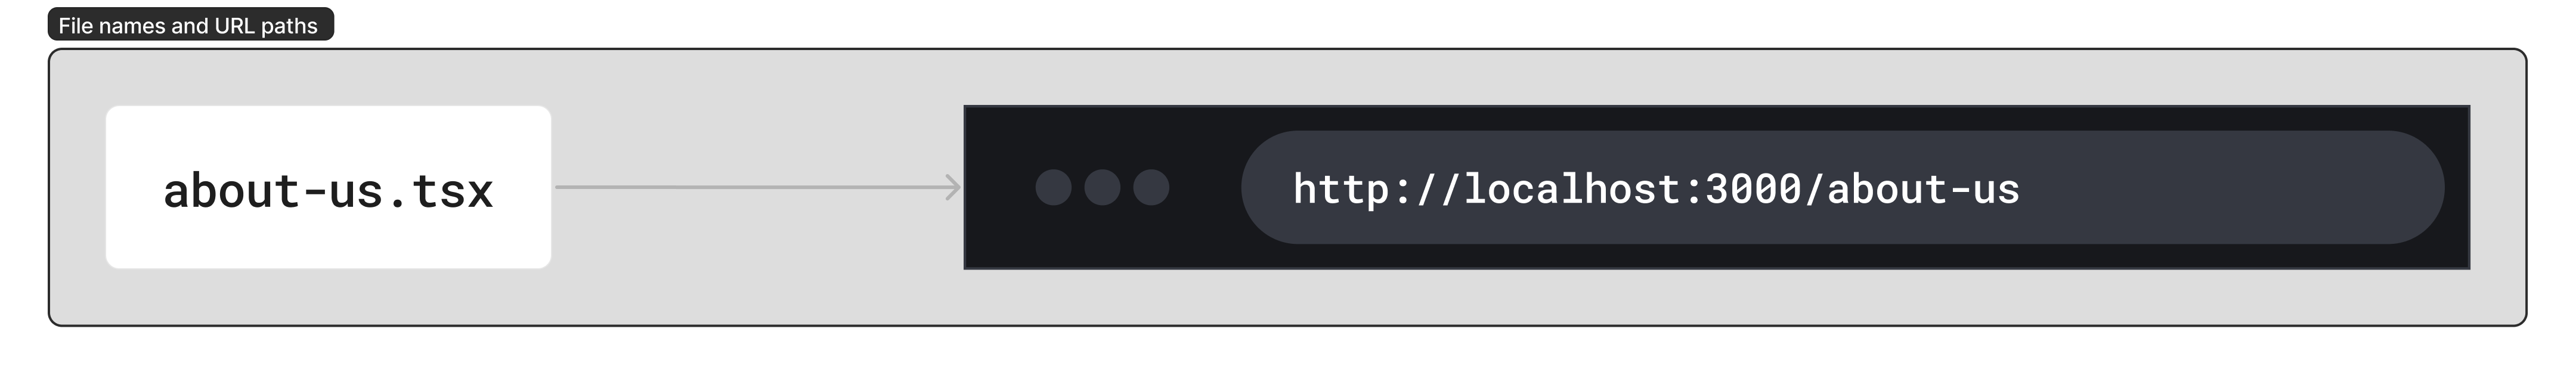 File names and URL paths
about-us.tsx
http://localhost:3000/about-us